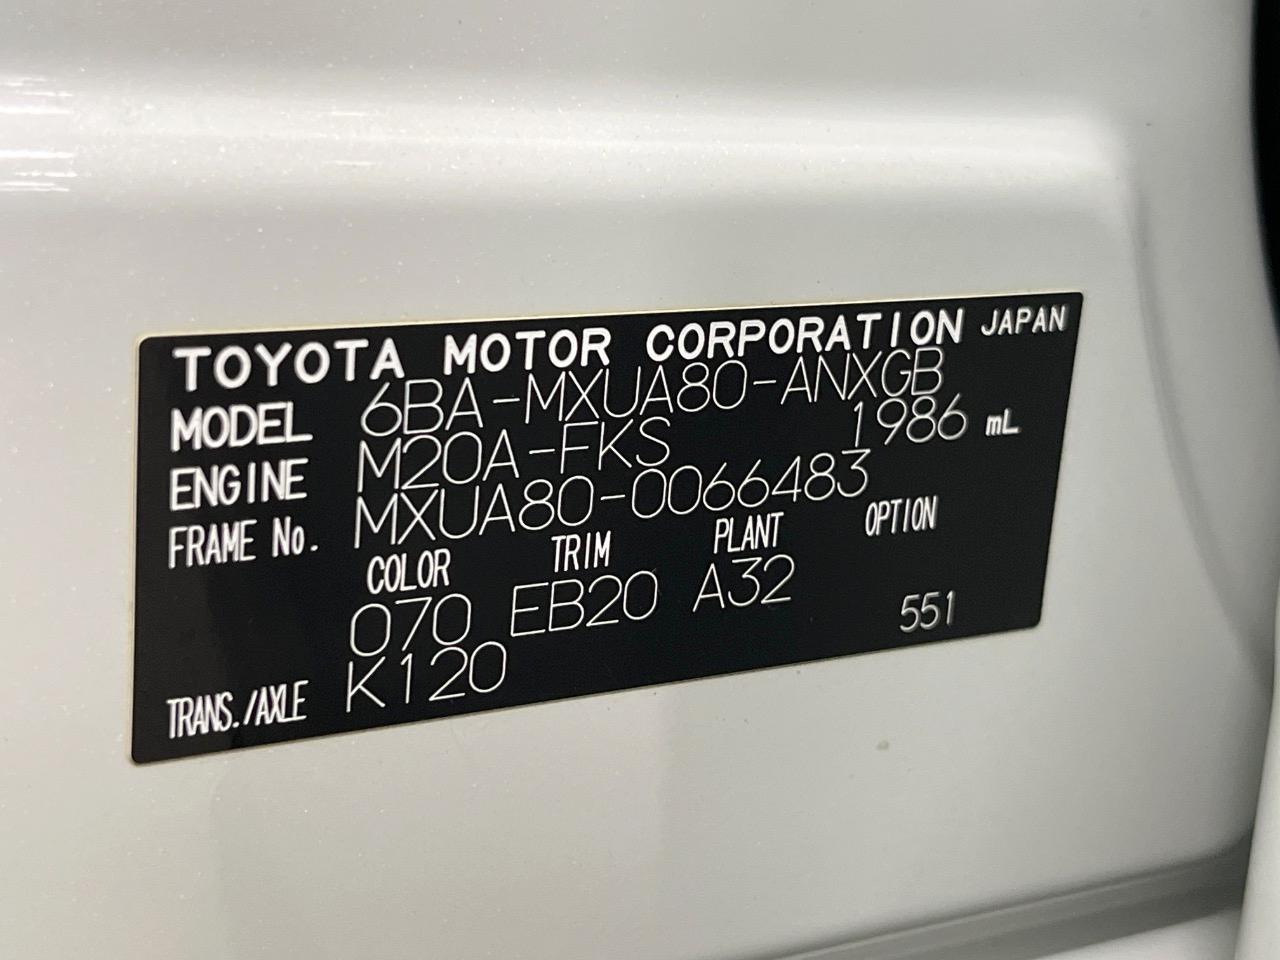 TOYOTA MOTOR CORPORATION JAPAN
MODEL 6BA-MXUA80-ANXGB
ENGINE M20A-FKS 1986 mL
FRAME No. MXUA80-0066483
COLOR TRIM PLANT OPTION
070 EB20 A32
TRANS./AXLE K120 551